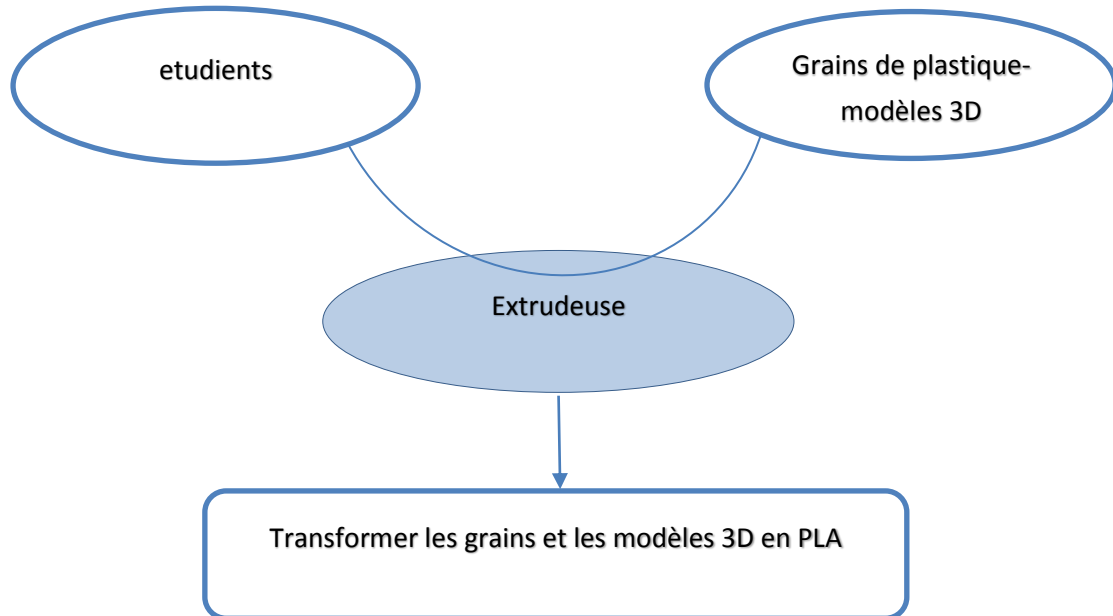 etudients
Grains de plastique-
modèles 3D
Extrudeuse
Transformer les grains et les modèles 3D en PLA